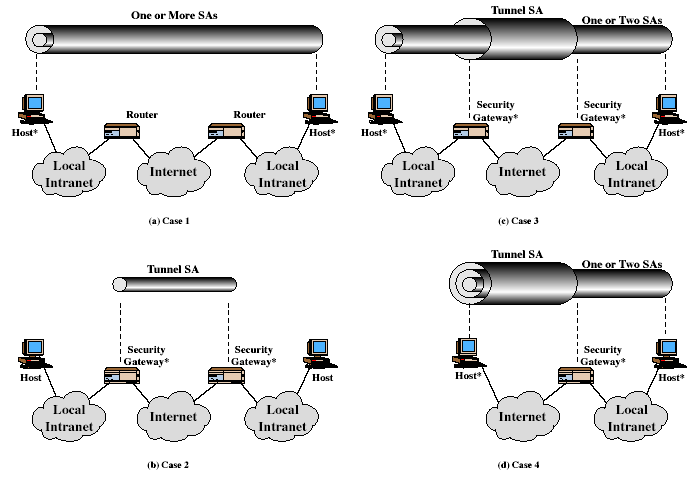 One or More SAs
Router
Router
Host*
Host*
Local
Intranet
Internet
Local
Intranet
(a) Case 1
Tunnel SA
One or Two SAs
Security
Gateway*
Security
Gateway*
Host*
Host*
Local
Intranet
Internet
Local
Intranet
(c) Case 3
Tunnel SA
Security
Gateway*
Security
Gateway*
Host
Host
Local
Intranet
Internet
Local
Intranet
(b) Case 2
Tunnel SA
One or Two SAs
Security
Gateway*
Host*
Host*
Internet
Local
Intranet
(d) Case 4